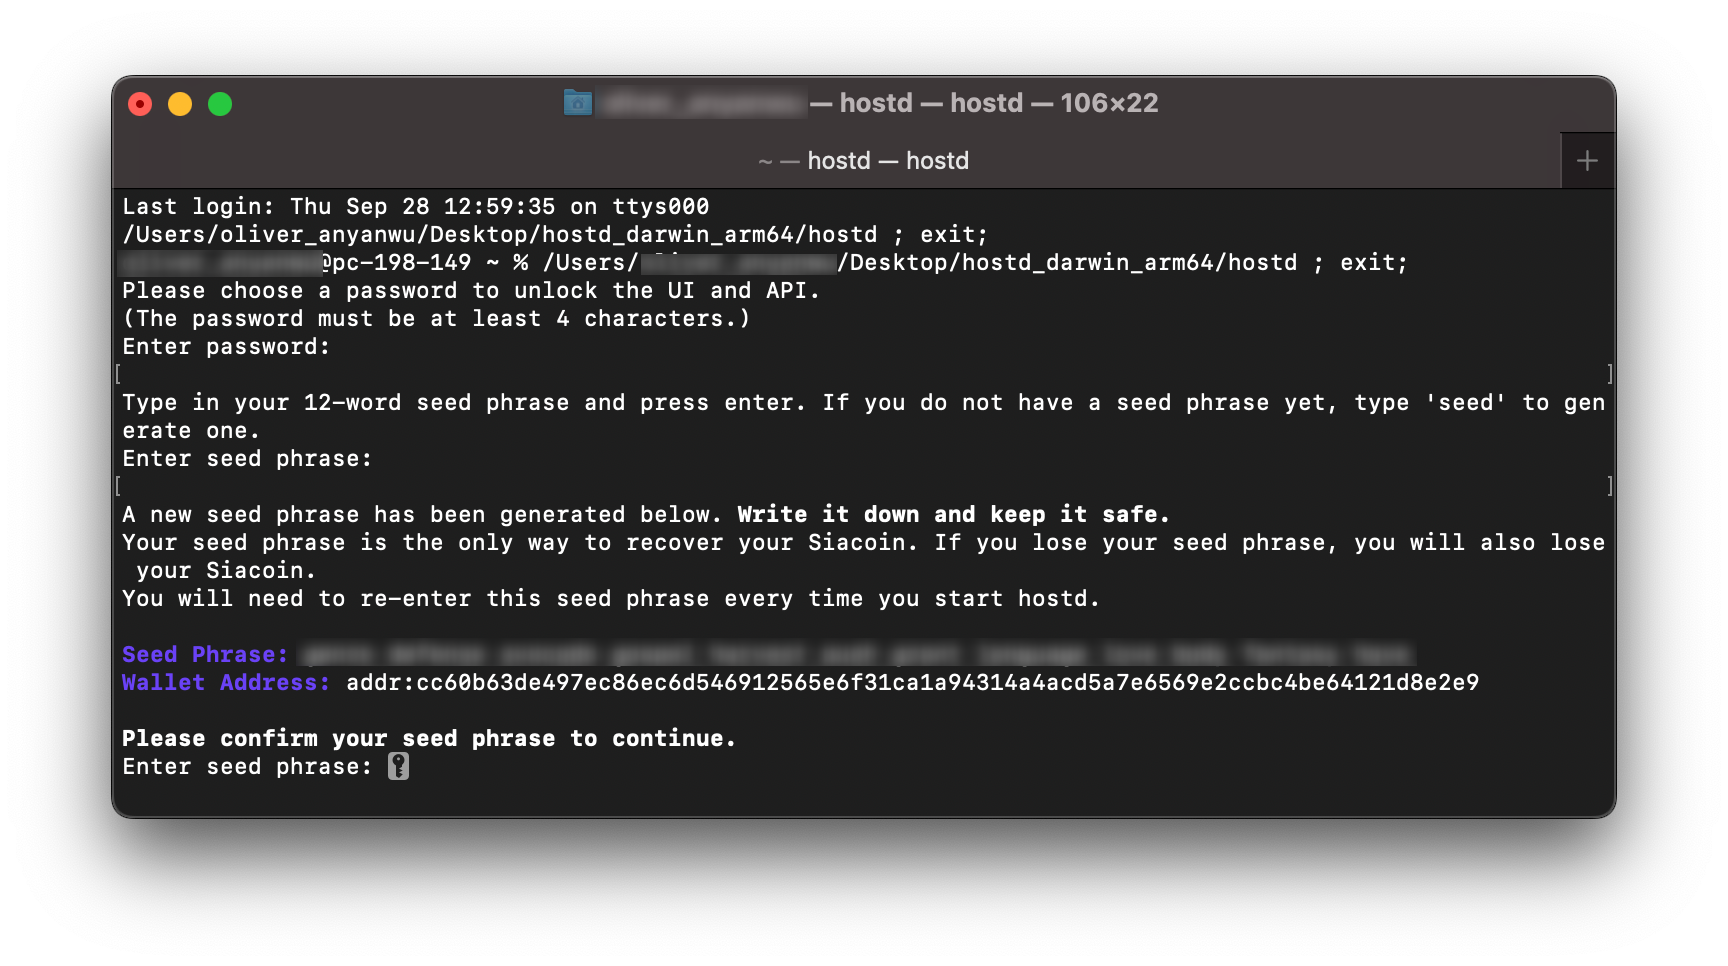 — hostd — hostd — 106×22
~ — hostd — hostd
Last login: Thu Sep 28 12:59:35 on ttys000
/Users/oliver_anyanwu/Desktop/hostd_darwin_arm64/hostd ; exit;
@pc-198-149 ~ % /Users/ /Desktop/hostd_darwin_arm64/hostd ; exit;
Please choose a password to unlock the UI and API.
(The password must be at least 4 characters.)
Enter password:
[ ]
Type in your 12-word seed phrase and press enter. If you do not have a seed phrase yet, type 'seed' to gen
erate one.
Enter seed phrase:
[ ]
A new seed phrase has been generated below. Write it down and keep it safe.
Your seed phrase is the only way to recover your Siacoin. If you lose your seed phrase, you will also lose
your Siacoin.
You will need to re-enter this seed phrase every time you start hostd.
Seed Phrase:
Wallet Address: addr:cc60b63de497ec86ec6d546912565e6f31ca1a94314a4acd5a7e6569e2ccbc4be64121d8e2e9
Please confirm your seed phrase to continue.
Enter seed phrase: